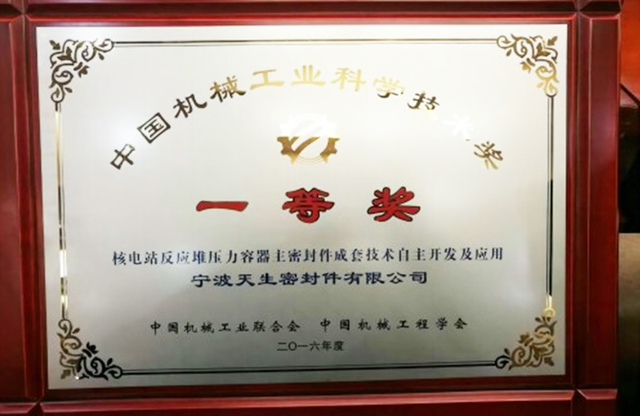 中国机械工业科学技术奖
一等奖
核电站反应堆压力容器主密封件成套技术自主开发及应用
宁波天生密封件有限公司
中国机械工业联合会 中国机械工程学会
二〇一六年度